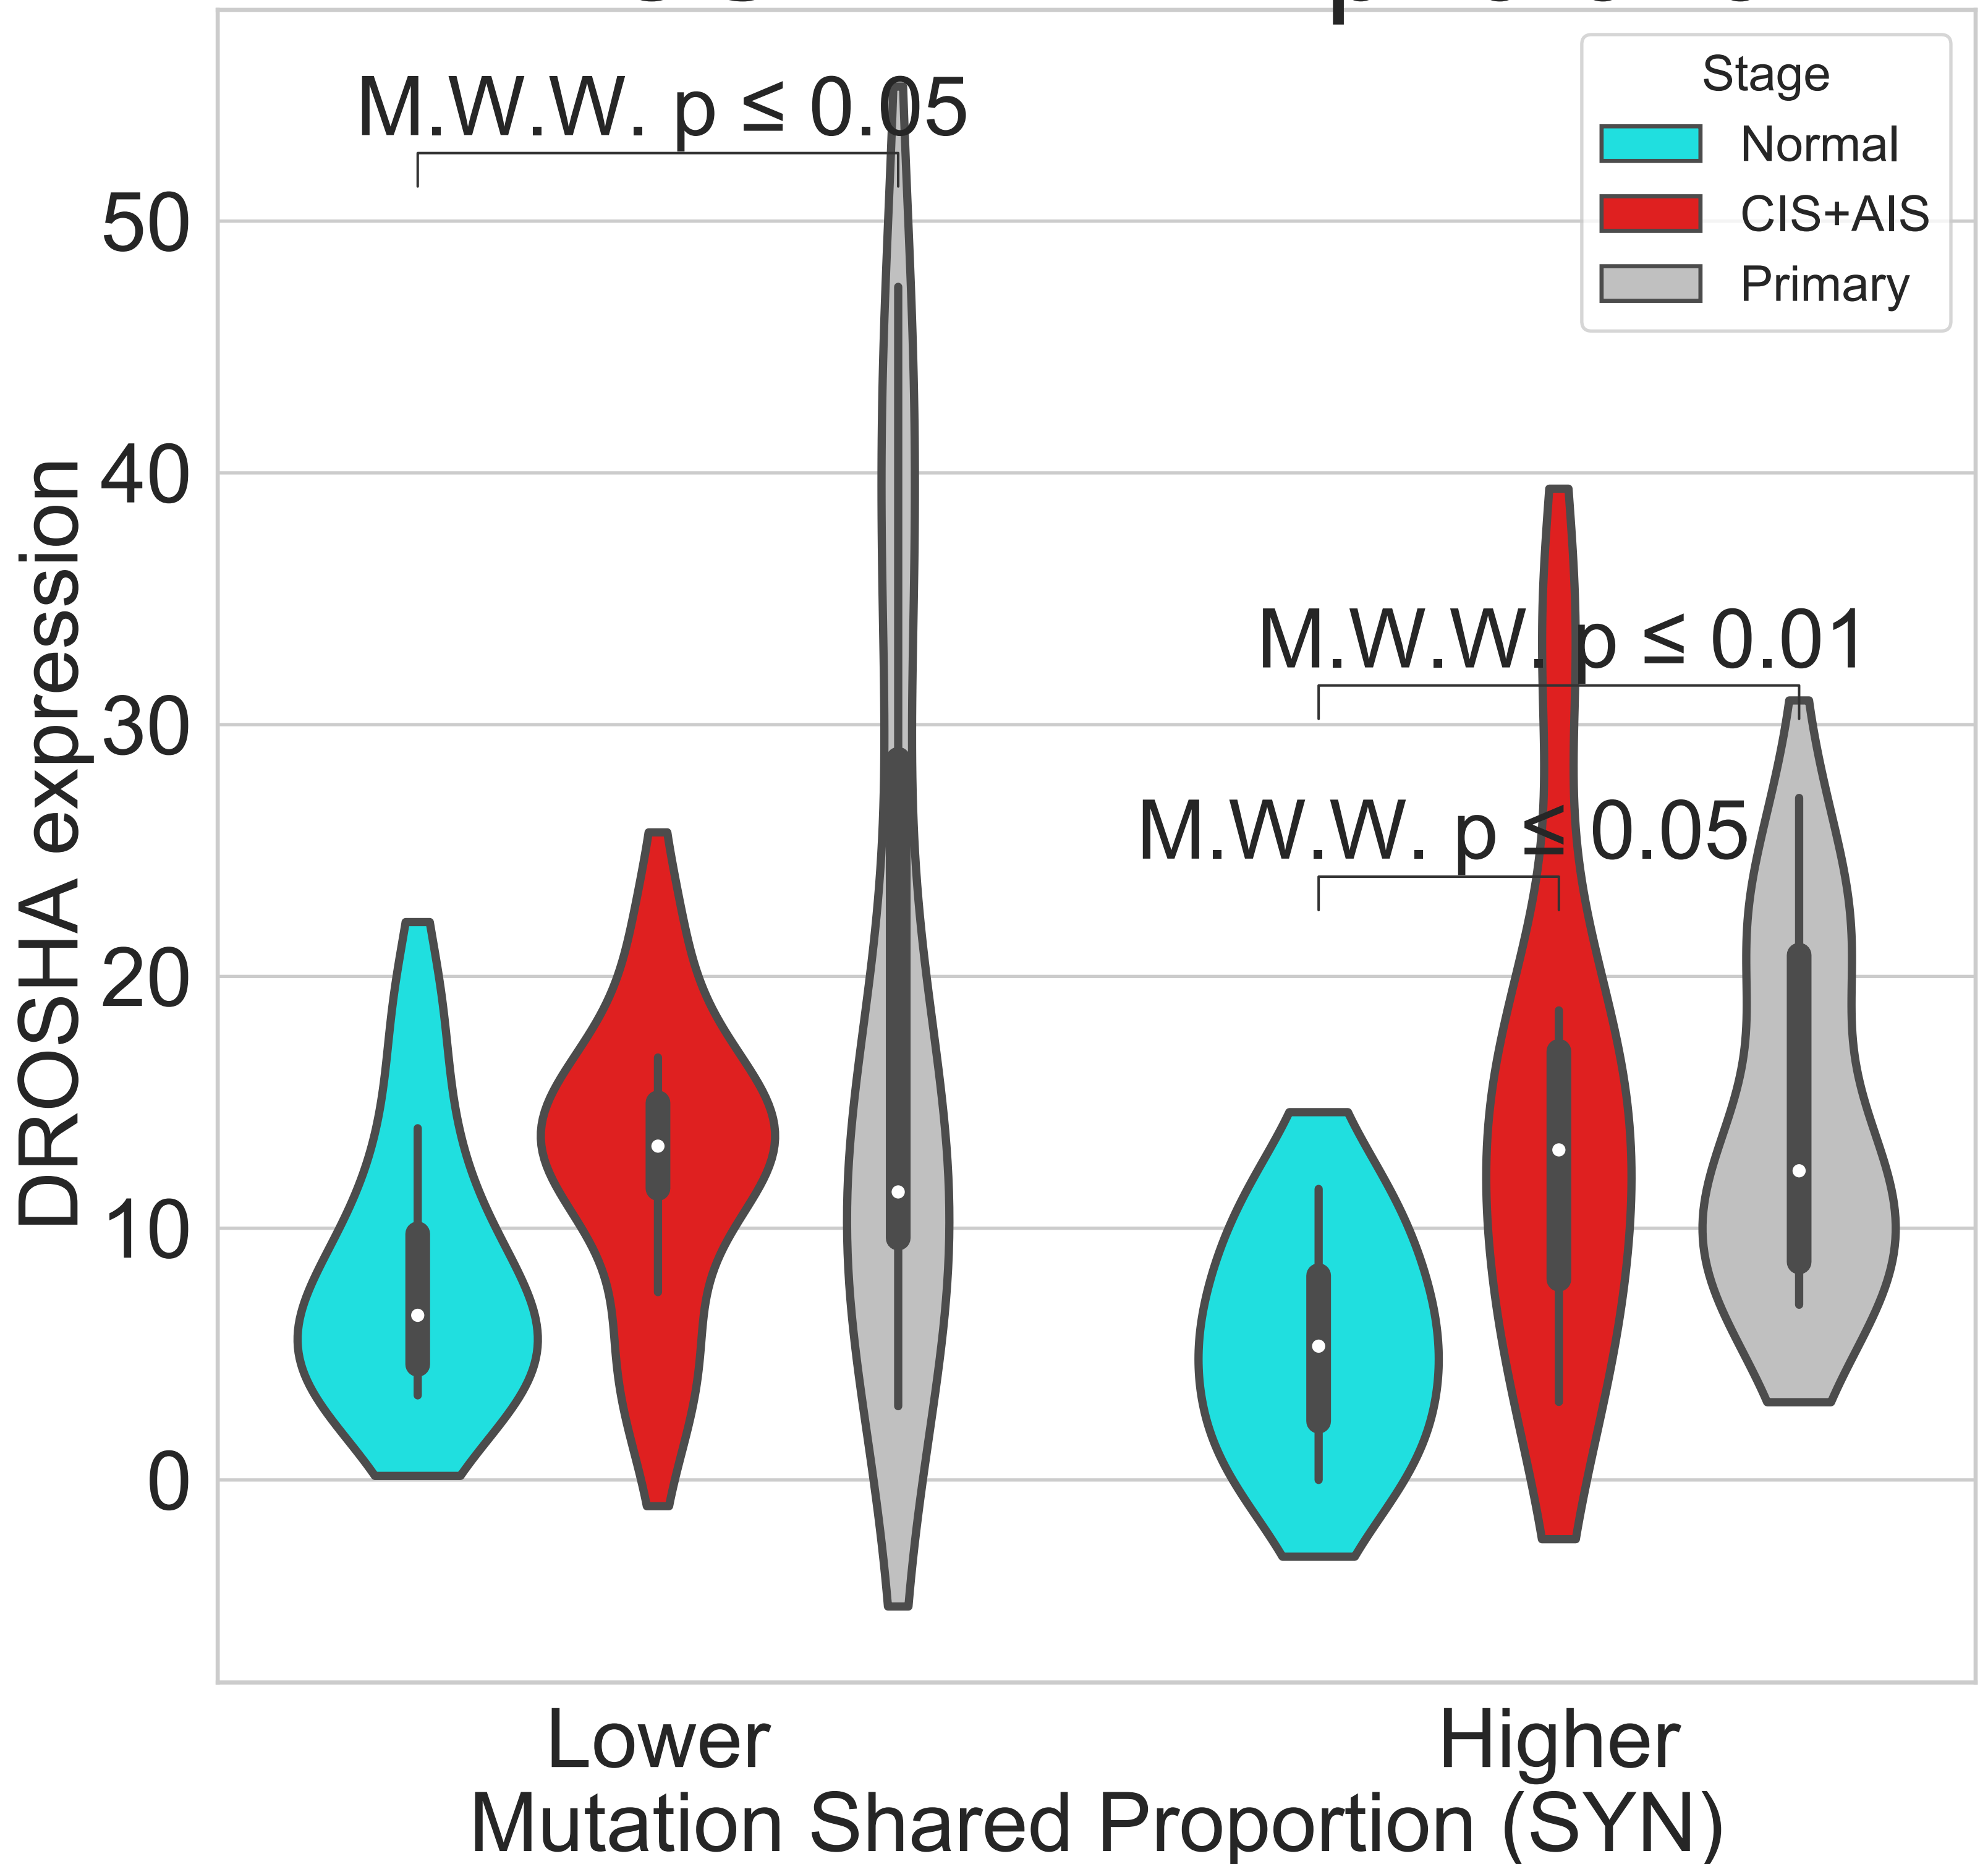 Stage
Normal
CIS+AIS
Primary
M.W.W. p ≤ 0.05
M.W.W. p ≤ 0.01
M.W.W. p ≤ 0.05
50
40
30
20
10
0
DROSHA expression
Lower
Higher
Mutation Shared Proportion (SYN)